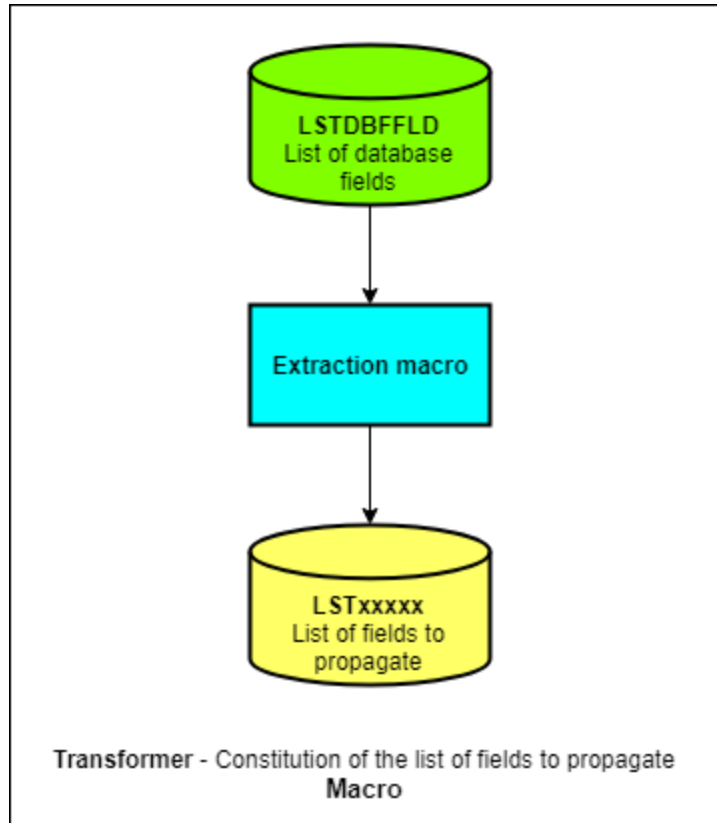 LSTDBFFLD
List of database
fields
Extraction macro
LSTxxxxx
List of fields to
propagate
Transformer - Constitution of the list of fields to propagate
Macro